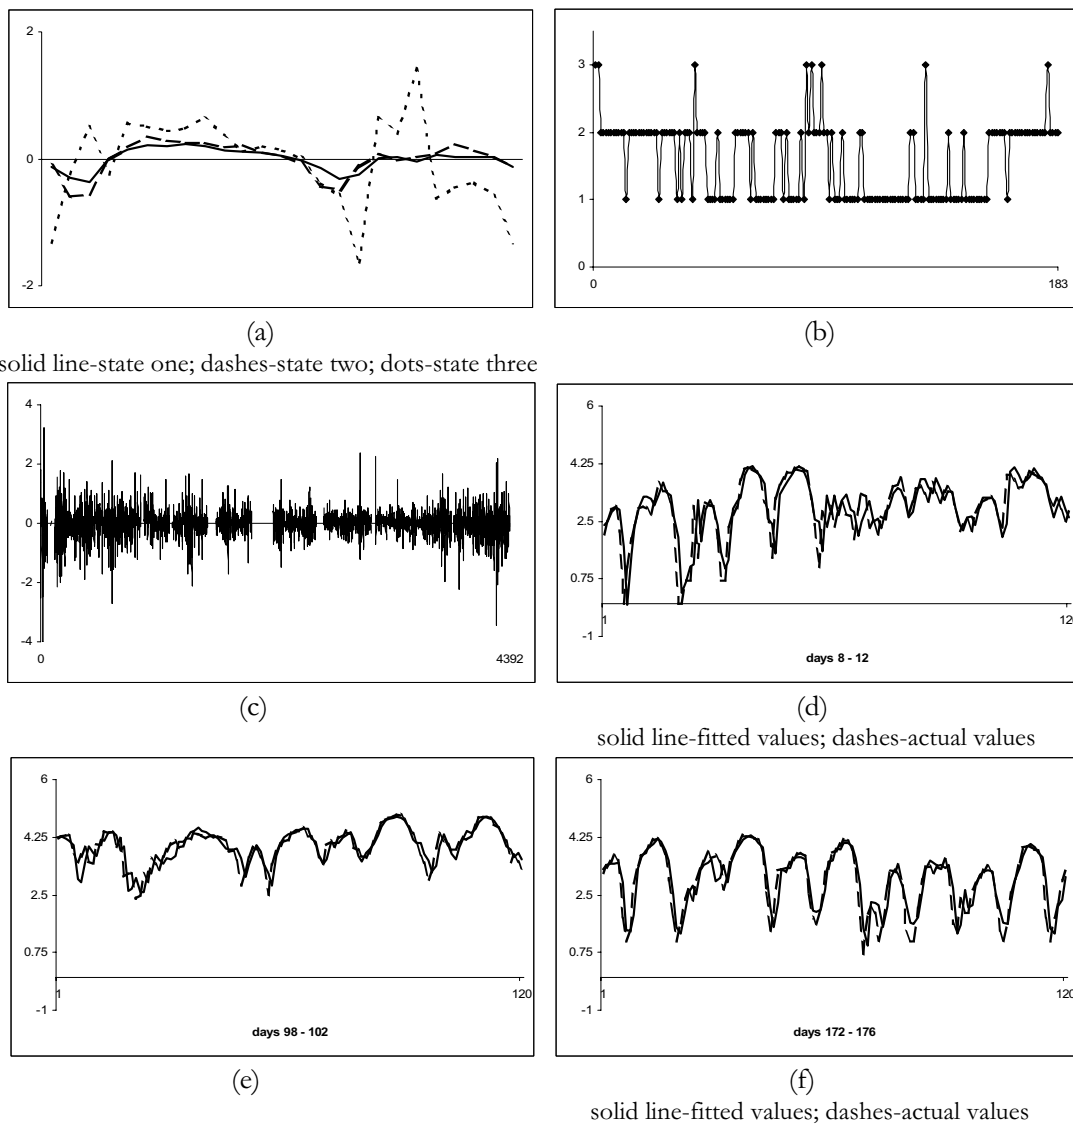 2
0
-2
(a)
solid line-state one; dashes-state two; dots-state three
3
2
1
0
0 183
(b)
4
2
0
-2
-4
0 4392
(c)
6
4.25
2.5
0.75
-1
1 120
days 8 - 12
(d)
solid line-fitted values; dashes-actual values
6
4.25
2.5
0.75
-1
1 120
days 98 - 102
(e)
6
4.25
2.5
0.75
-1
1 120
days 172 - 176
(f)
solid line-fitted values; dashes-actual values